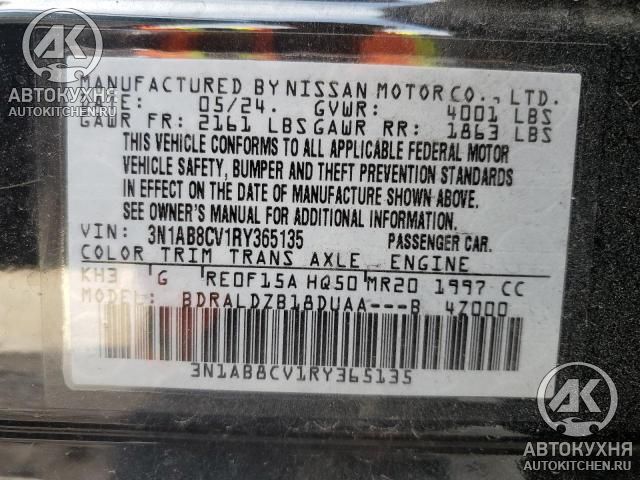 MANUFACTURED BY NISSAN MOTOR CO., LTD.
DATE: 05/24. GVWR: 4001 LBS
GAWR FR: 2161 LBS GAWR RR: 1863 LBS
THIS VEHICLE CONFORMS TO ALL APPLICABLE FEDERAL MOTOR
VEHICLE SAFETY, BUMPER AND THEFT PREVENTION STANDARDS
IN EFFECT ON THE DATE OF MANUFACTURE SHOWN ABOVE.
SEE OWNER'S MANUAL FOR ADDITIONAL INFORMATION.
VIN: 3N1AB8CV1RY365135 PASSENGER CAR.
COLOR TRIM TRANS AXLE ENGINE
KH3 G RE0F15A HQ50 MR20 1997 CC
MODEL: BDRALDZB18DUAA---B 4Z000
3N1AB8CV1RY365135
АК
АВТОКУХНЯ
AUTOKITCHEN.RU
АК
АВТОКУХНЯ
AUTOKITCHEN.RU